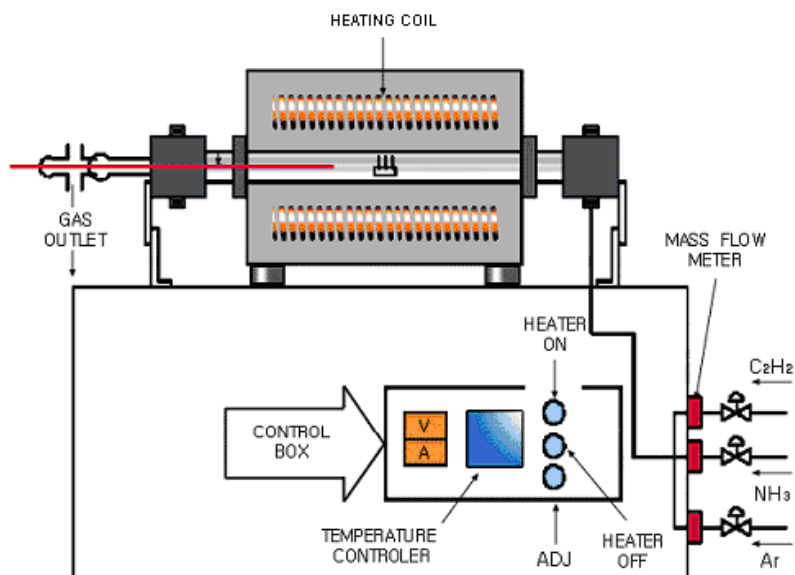 HEATING COIL
GAS
OUTLET
MASS FLOW
METER
HEATER
ON
C₂H₂
CONTROL
BOX
V
A
NH₃
TEMPERATURE
CONTROLER
ADJ
HEATER
OFF
Ar